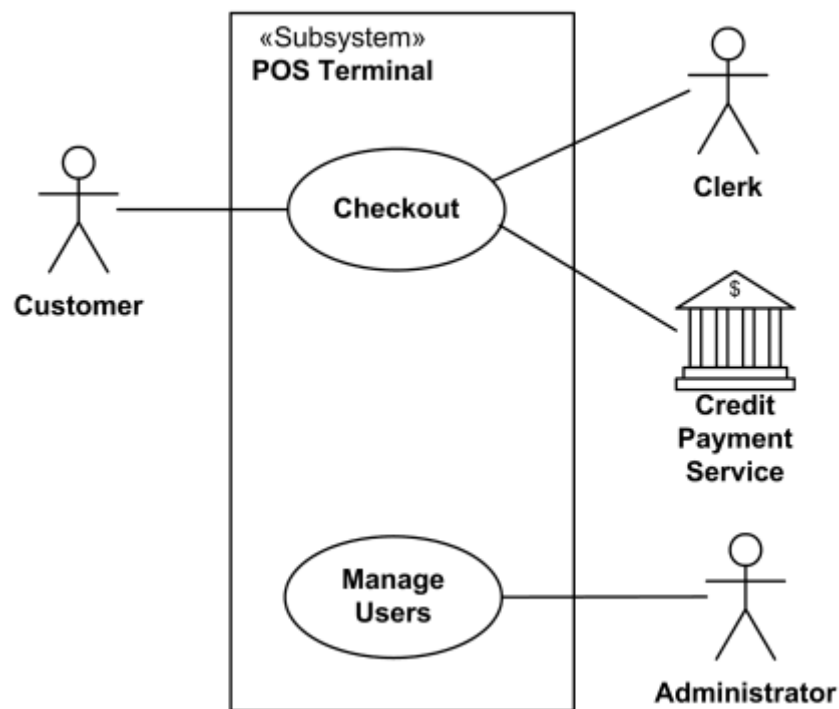 «Subsystem»
POS Terminal
Clerk
Checkout
Customer
$
Credit
Payment
Service
Manage
Users
Administrator